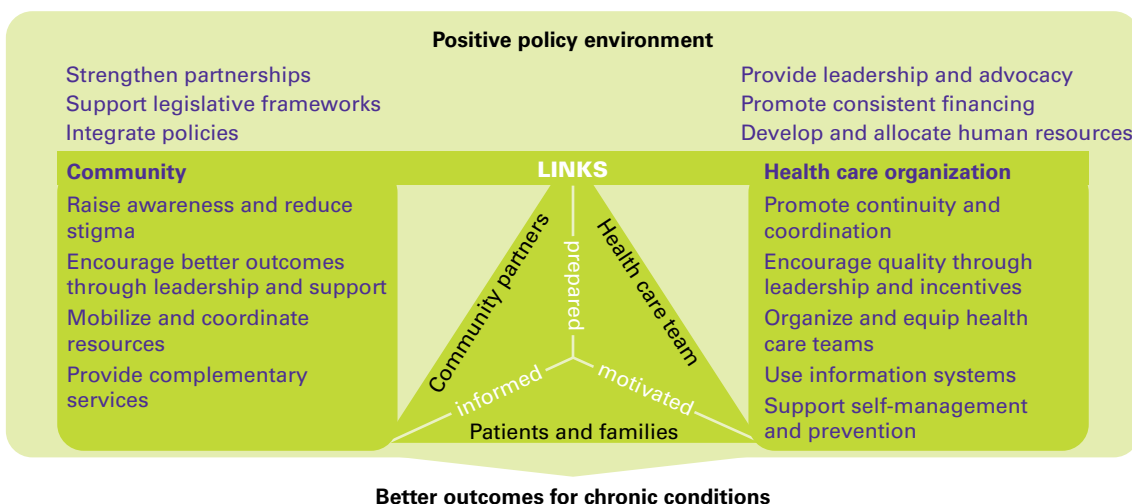 Positive policy environment
Strengthen partnerships
Support legislative frameworks
Integrate policies
Provide leadership and advocacy
Promote consistent financing
Develop and allocate human resources
Community
Raise awareness and reduce
stigma
Encourage better outcomes
through leadership and support
Mobilize and coordinate
resources
Provide complementary
services
LINKS
Community partners
prepared
Health care team
informed
motivated
Patients and families
Health care organization
Promote continuity and
coordination
Encourage quality through
leadership and incentives
Organize and equip health
care teams
Use information systems
Support self-management
and prevention
Better outcomes for chronic conditions